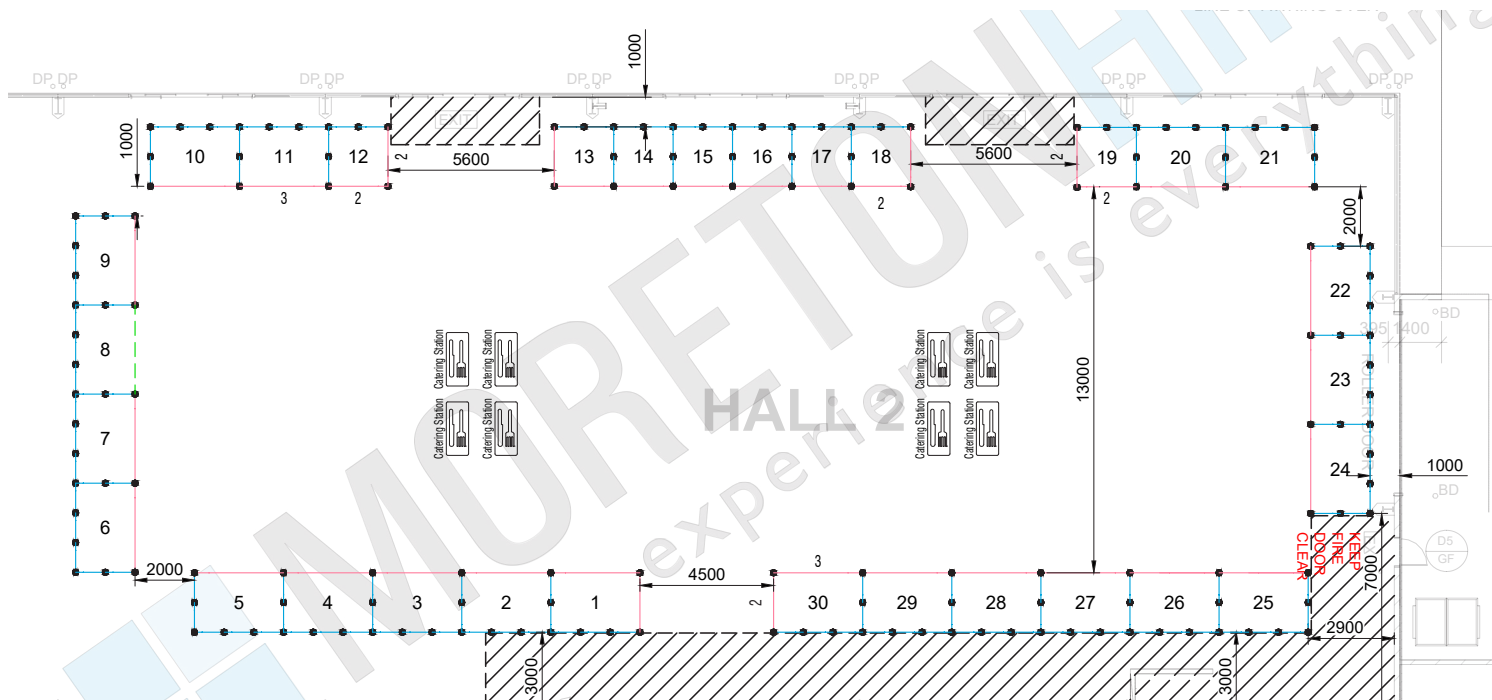 1000
DP DP
DP DP
DP DP
DP DP
DP DP
DP DP
EXIT
EXIT
1000
10
11
12
2
5600
13
14
15
16
17
18
5600
2
19
20
21
3
2
2
2
2000
9
8
7
6
22
23
24
BD
395
1400
1000
BD
Catering Station
Catering Station
Catering Station
Catering Station
Catering Station
Catering Station
Catering Station
Catering Station
HALL 2
13000
MORETONHI
experience is everything
KEEP
FIRE
DOOR
CLEAR
7000
D5
GF
2000
5
4
3
2
1
4500
3
2
30
29
28
27
26
25
2900
3000
3000